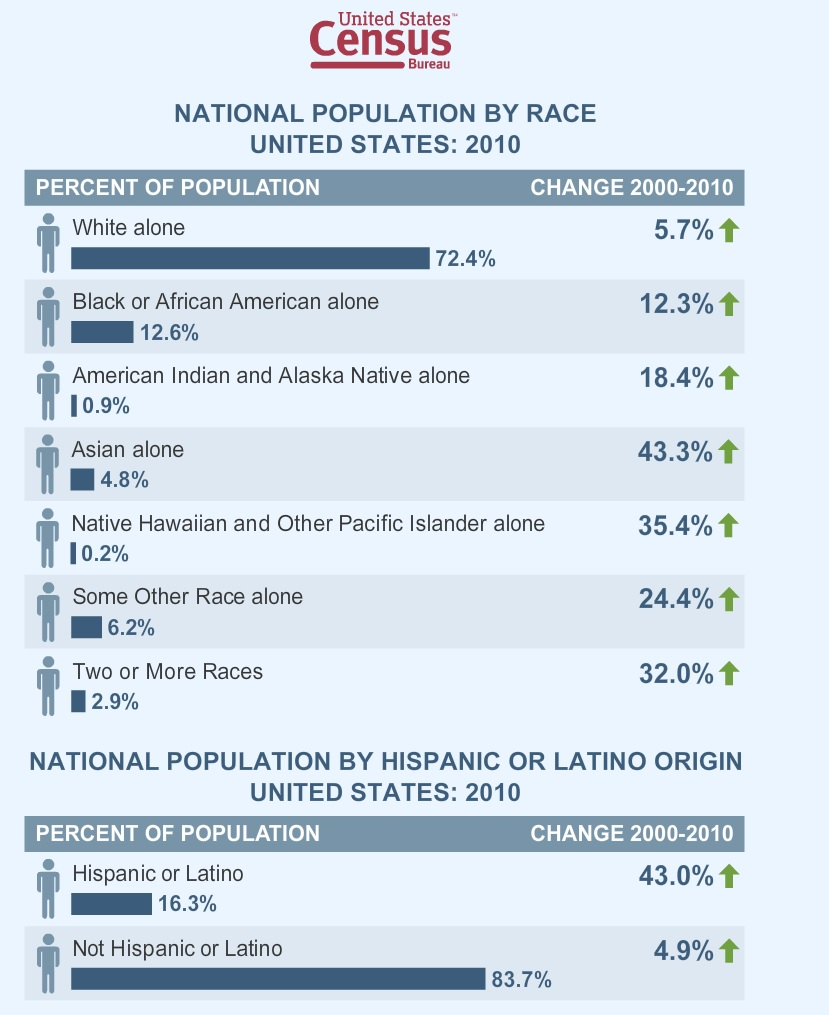 United States™
Census
Bureau
NATIONAL POPULATION BY RACE
UNITED STATES: 2010
PERCENT OF POPULATION CHANGE 2000-2010
White alone 5.7%
72.4%
Black or African American alone 12.3%
12.6%
American Indian and Alaska Native alone 18.4%
0.9%
Asian alone 43.3%
4.8%
Native Hawaiian and Other Pacific Islander alone 35.4%
0.2%
Some Other Race alone 24.4%
6.2%
Two or More Races 32.0%
2.9%
NATIONAL POPULATION BY HISPANIC OR LATINO ORIGIN
UNITED STATES: 2010
PERCENT OF POPULATION CHANGE 2000-2010
Hispanic or Latino 43.0%
16.3%
Not Hispanic or Latino 4.9%
83.7%